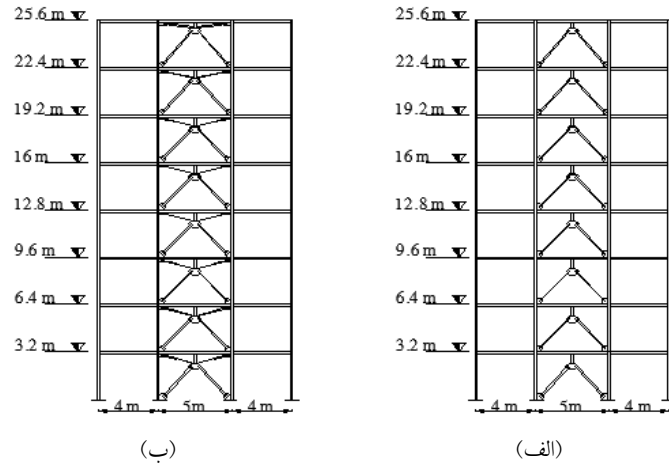 25.6 m
22.4 m
19.2 m
16 m
12.8 m
9.6 m
6.4 m
3.2 m
4 m 5m 4 m
(ب)
25.6 m
22.4 m
19.2 m
16 m
12.8 m
9.6 m
6.4 m
3.2 m
4 m 5m 4 m
(الف)